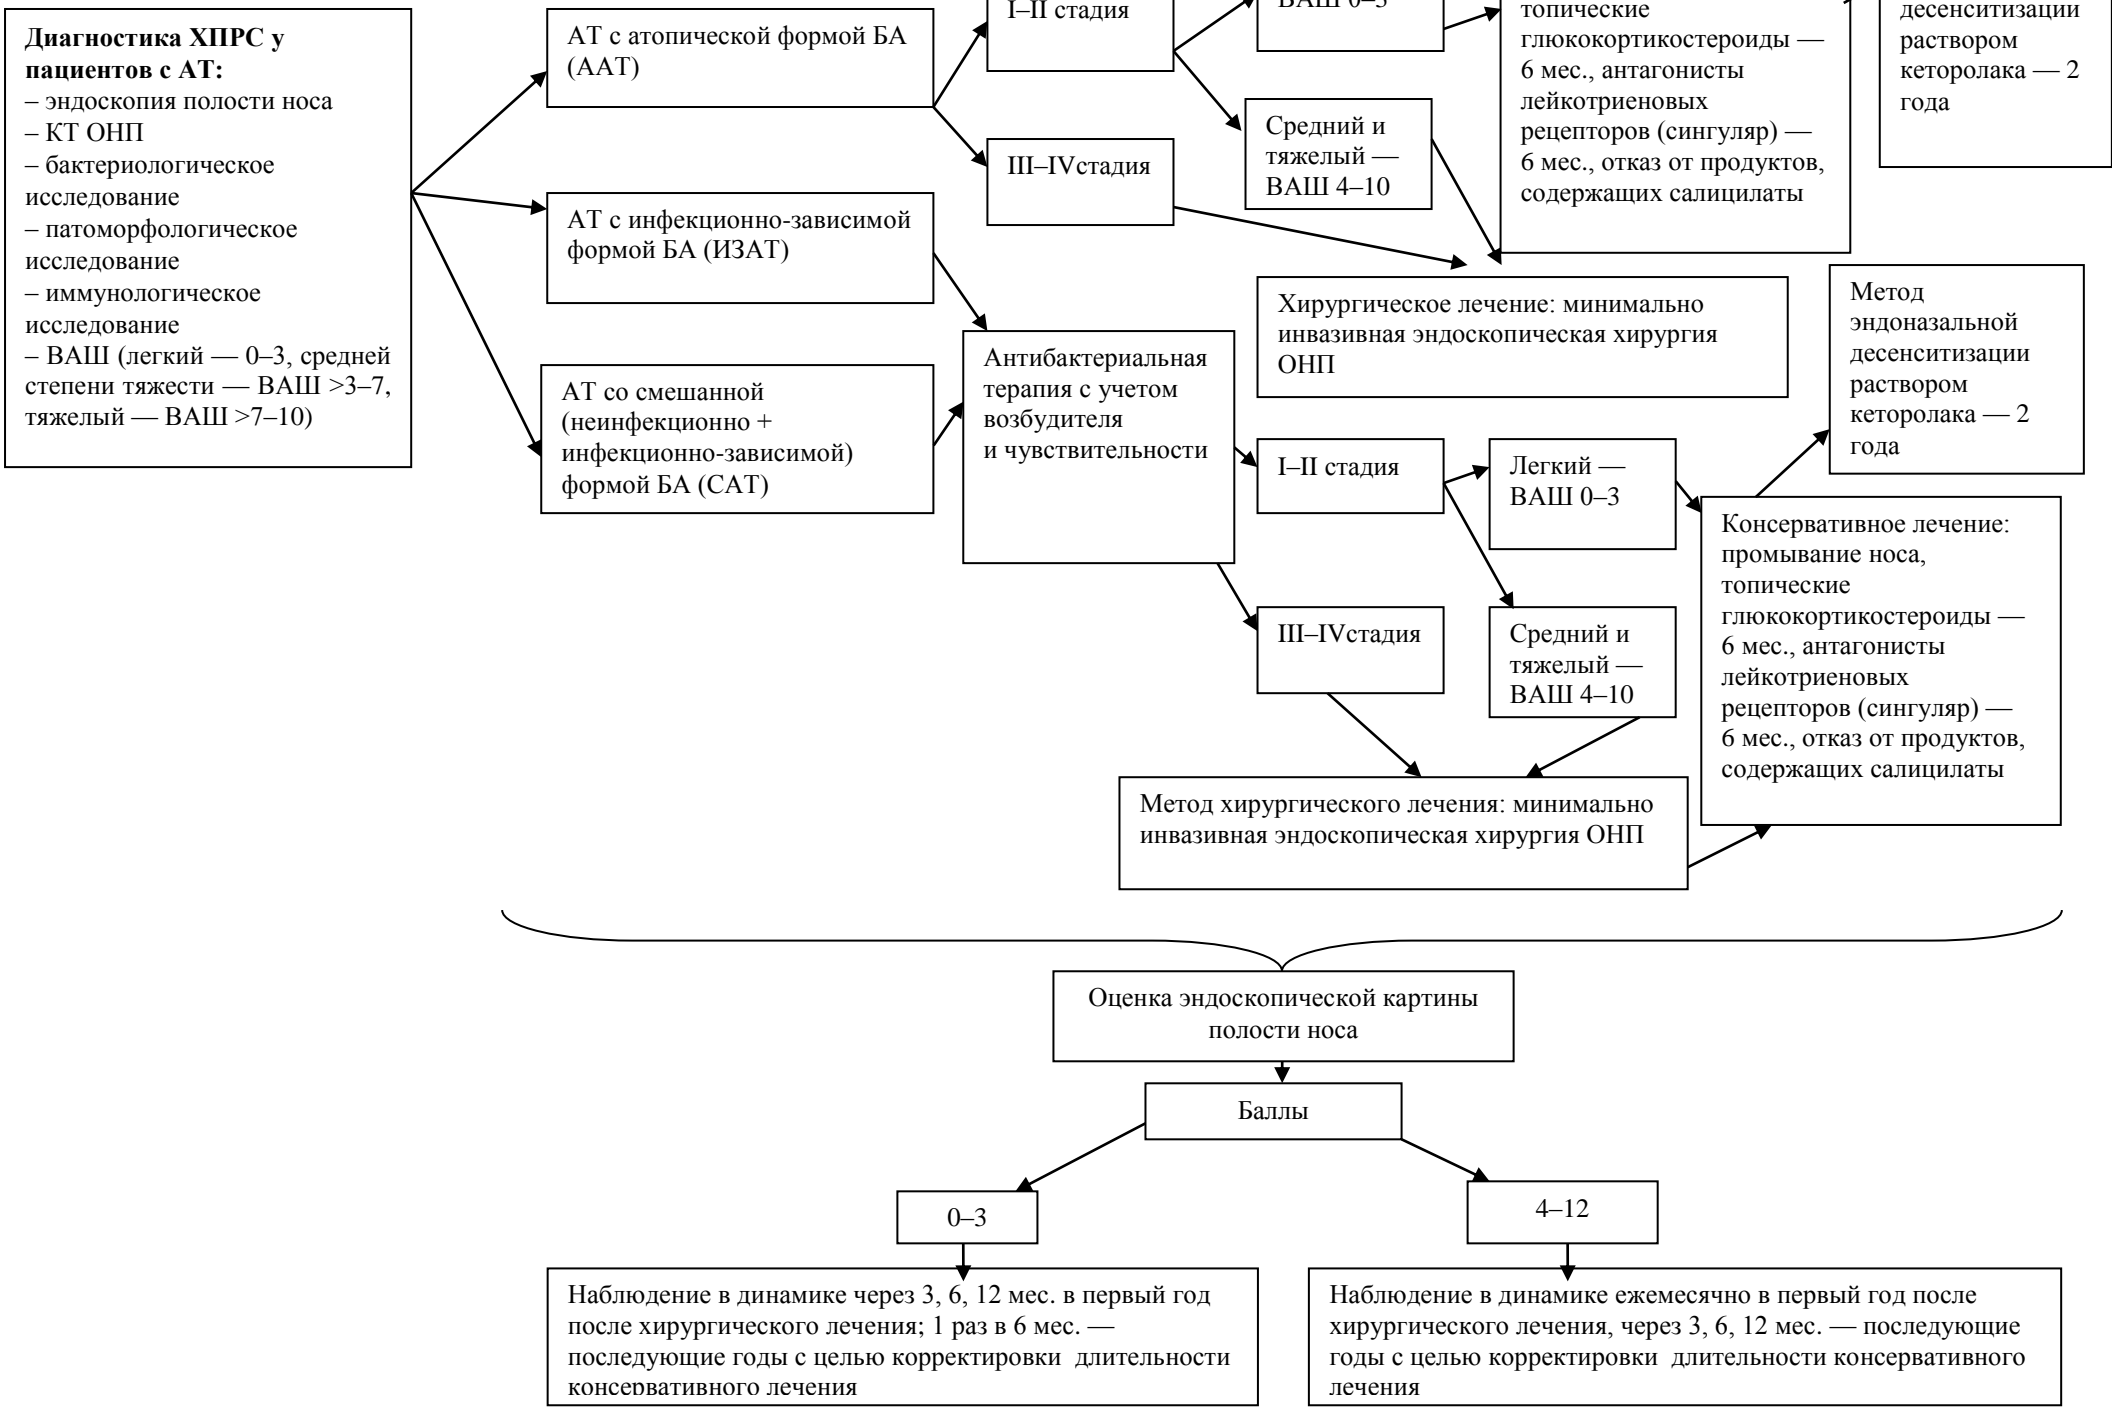 Диагностика ХПРС у
пациентов с АТ:
– эндоскопия полости носа
– КТ ОНП
– бактериологическое
исследование
– патоморфологическое
исследование
– иммунологическое
исследование
– ВАШ (легкий — 0–3, средней
степени тяжести — ВАШ >3–7,
тяжелый — ВАШ >7–10)
АТ с атопической формой БА
(ААТ)
АТ с инфекционно-зависимой
формой БА (ИЗАТ)
АТ со смешанной
(неинфекционно +
инфекционно-зависимой)
формой БА (САТ)
I–II стадия
III–IVстадия
ВАШ 0–3
Средний и
тяжелый —
ВАШ 4–10
топические
глюкокортикостероиды —
6 мес., антагонисты
лейкотриеновых
рецепторов (сингуляр) —
6 мес., отказ от продуктов,
содержащих салицилаты
десенситизации
раствором
кеторолака — 2
года
Хирургическое лечение: минимально
инвазивная эндоскопическая хирургия
ОНП
Метод
эндоназальной
десенситизации
раствором
кеторолака — 2
года
Антибактериальная
терапия с учетом
возбудителя
и чувствительности
I–II стадия
Легкий —
ВАШ 0–3
III–IVстадия
Средний и
тяжелый —
ВАШ 4–10
Консервативное лечение:
промывание носа,
топические
глюкокортикостероиды —
6 мес., антагонисты
лейкотриеновых
рецепторов (сингуляр) —
6 мес., отказ от продуктов,
содержащих салицилаты
Метод хирургического лечения: минимально
инвазивная эндоскопическая хирургия ОНП
Оценка эндоскопической картины
полости носа
Баллы
0–3
4–12
Наблюдение в динамике через 3, 6, 12 мес. в первый год
после хирургического лечения; 1 раз в 6 мес. —
последующие годы с целью корректировки длительности
консервативного лечения
Наблюдение в динамике ежемесячно в первый год после
хирургического лечения, через 3, 6, 12 мес. — последующие
годы с целью корректировки длительности консервативного
лечения